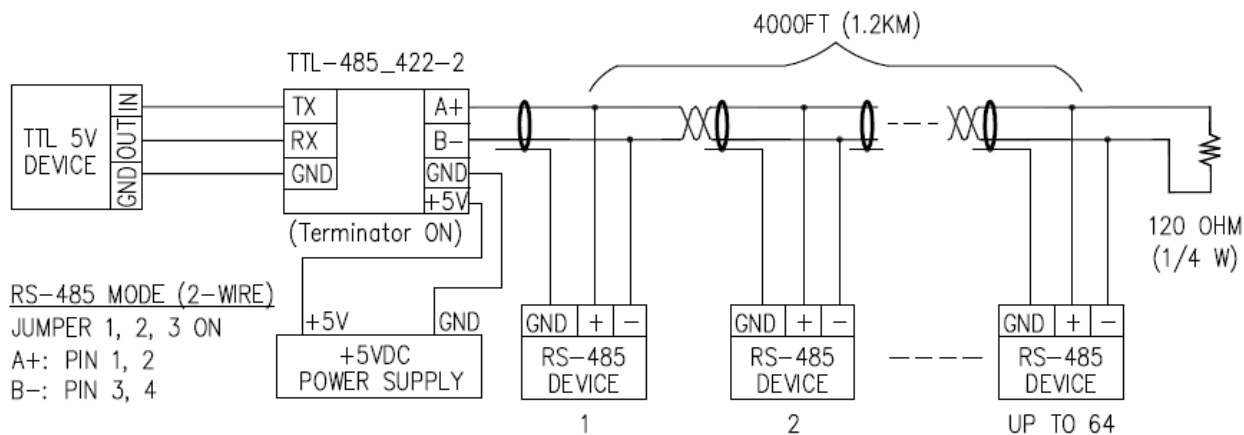 4000FT (1.2KM)
TTL-485_422-2
TTL 5V
DEVICE
IN
OUT
GND
TX
RX
GND
A+
B-
GND
+5V
(Terminator ON)
120 OHM
(1/4 W)
RS-485 MODE (2-WIRE)
JUMPER 1, 2, 3 ON
A+: PIN 1, 2
B-: PIN 3, 4
+5V
GND
+5VDC
POWER SUPPLY
GND + -
RS-485
DEVICE
1
GND + -
RS-485
DEVICE
2
GND + -
RS-485
DEVICE
UP TO 64